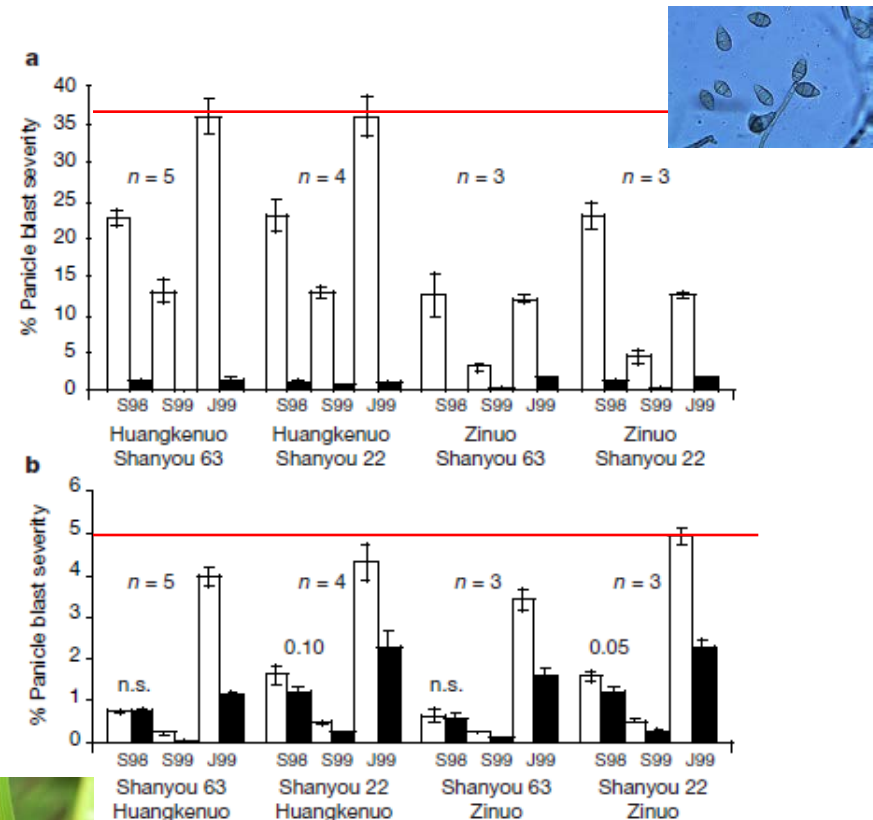 a
% Panicle blast severity
40
35
30
25
20
15
10
5
0
n = 5
n = 4
n = 3
n = 3
S98 S99 J99 S98 S99 J99 S98 S99 J99 S98 S99 J99
Huangkenuo Huangkenuo Zinuo Zinuo
Shanyou 63 Shanyou 22 Shanyou 63 Shanyou 22
b
% Panicle blast severity
6
5
4
3
2
1
0
n = 5
n = 4
n = 3
n = 3
n.s.
0.10
n.s.
0.05
S98 S99 J99 S98 S99 J99 S98 S99 J99 S98 S99 J99
Shanyou 63 Shanyou 22 Shanyou 63 Shanyou 22
Huangkenuo Huangkenuo Zinuo Zinuo